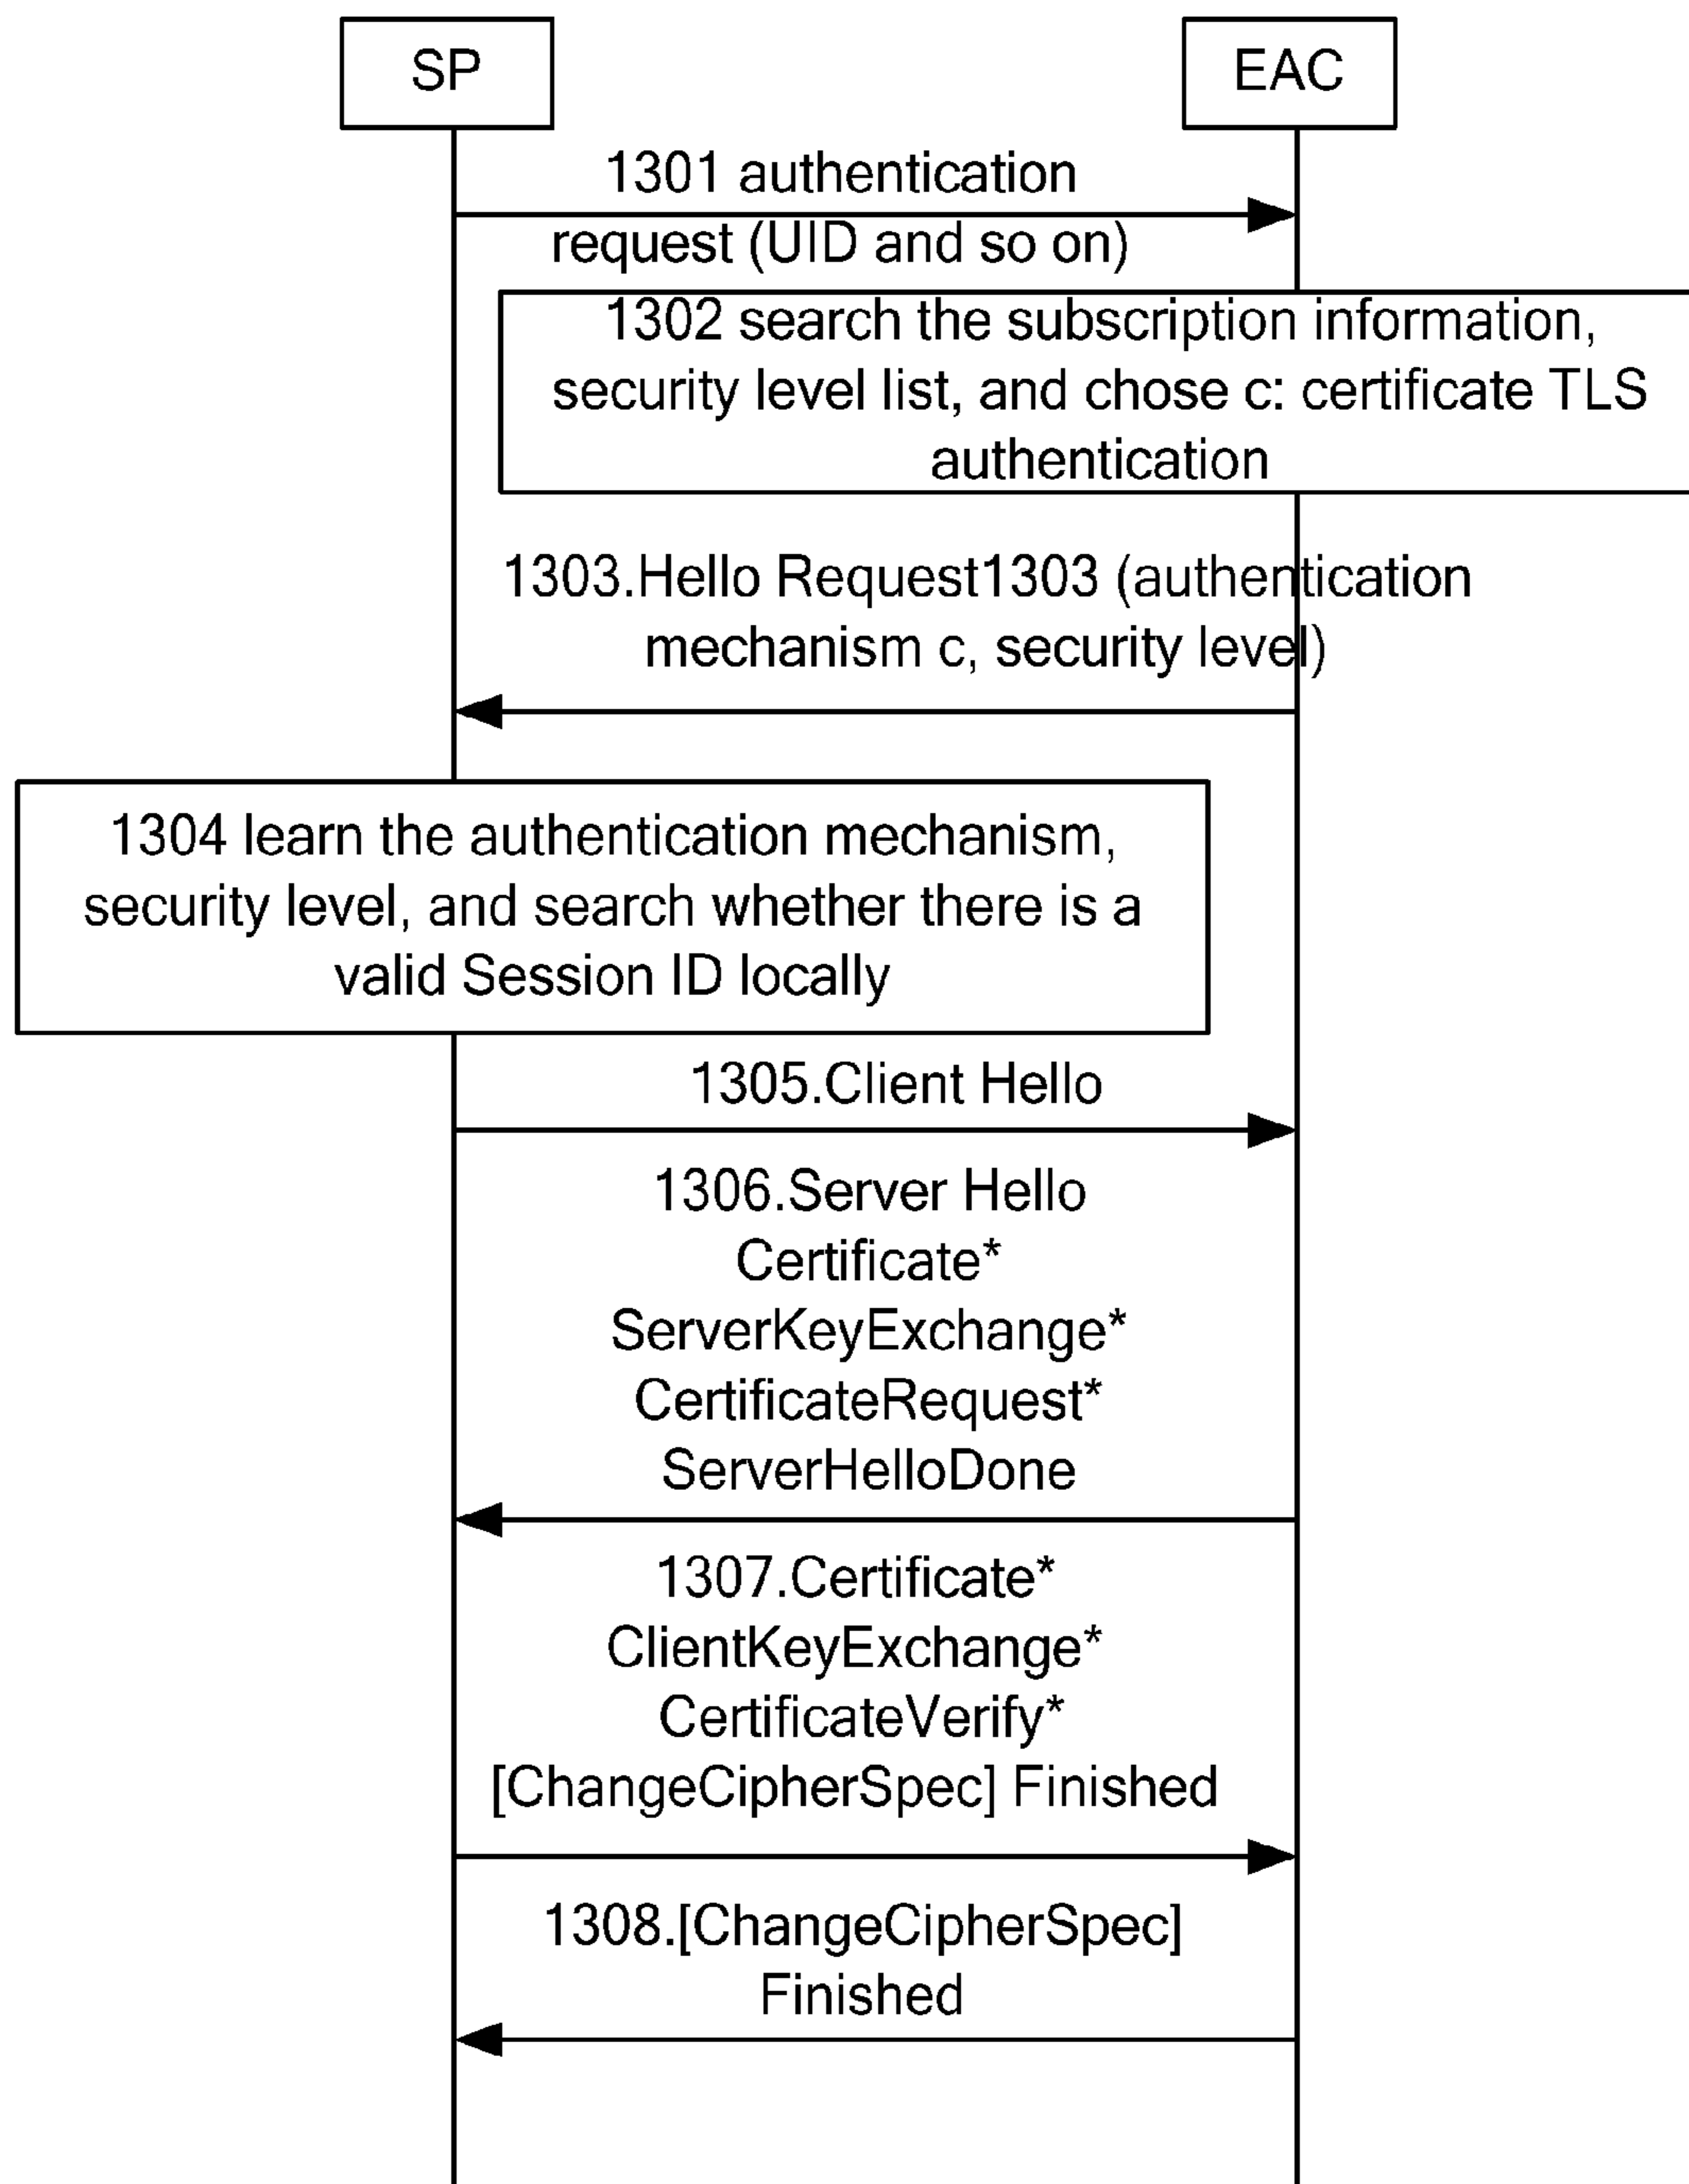 SP
EAC
1301 authentication
request (UID and so on)
1302 search the subscription information,
security level list, and chose c: certificate TLS
authentication
1303.Hello Request1303 (authentication
mechanism c, security level)
1304 learn the authentication mechanism,
security level, and search whether there is a
valid Session ID locally
1305.Client Hello
1306.Server Hello
Certificate*
ServerKeyExchange*
CertificateRequest*
ServerHelloDone
1307.Certificate*
ClientKeyExchange*
CertificateVerify*
[ChangeCipherSpec] Finished
1308.[ChangeCipherSpec]
Finished